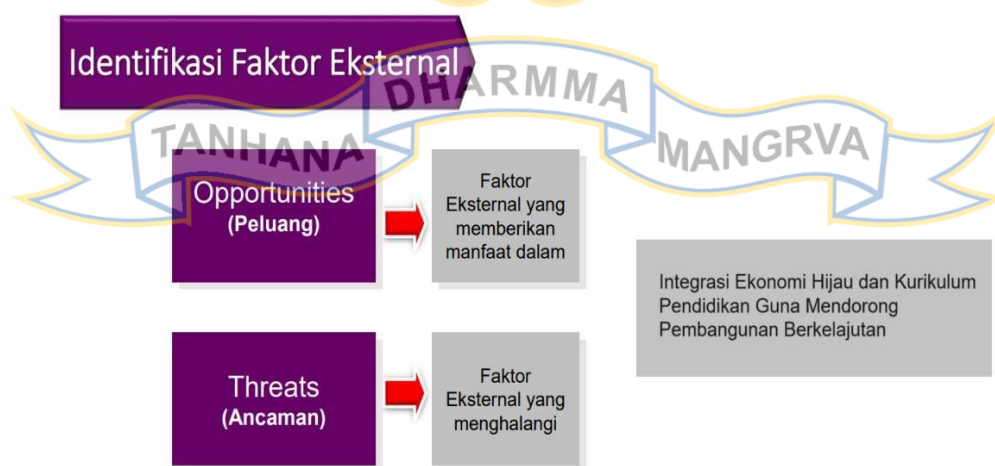 Identifikasi Faktor Eksternal
TANHANA DHARMMA MANGRVA
Opportunities
(Peluang)
Faktor
Eksternal yang
memberikan
manfaat dalam
Integrasi Ekonomi Hijau dan Kurikulum
Pendidikan Guna Mendorong
Pembangunan Berkelajutan
Threats
(Ancaman)
Faktor
Eksternal yang
menghalangi